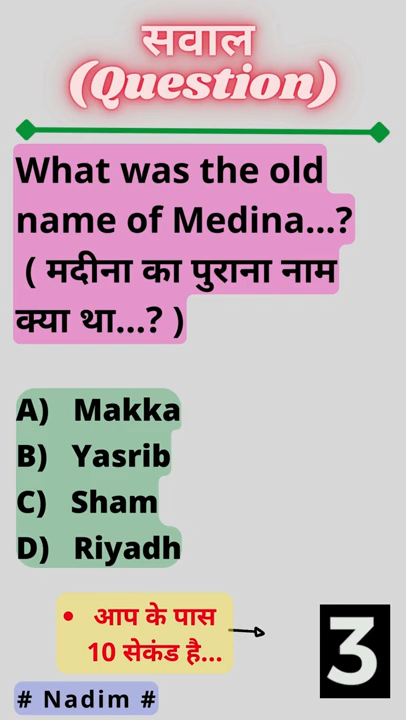 सवाल
(Question)
What was the old
name of Medina...?
( मदीना का पुराना नाम
क्या था...? )
A) Makka
B) Yasrib
C) Sham
D) Riyadh
• आप के पास
10 सेकंड है...
3
# Nadim #